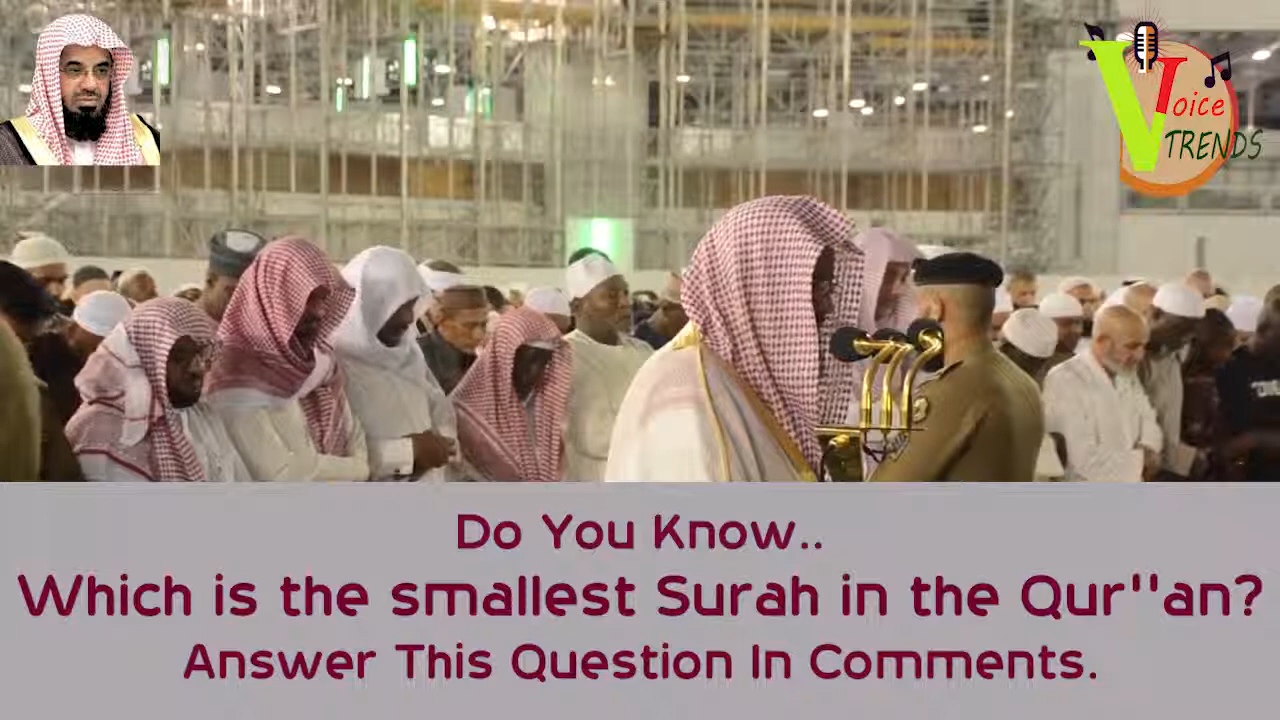 Voice
TRENDS
Do You Know..
Which is the smallest Surah in the Qur''an?
Answer This Question In Comments.